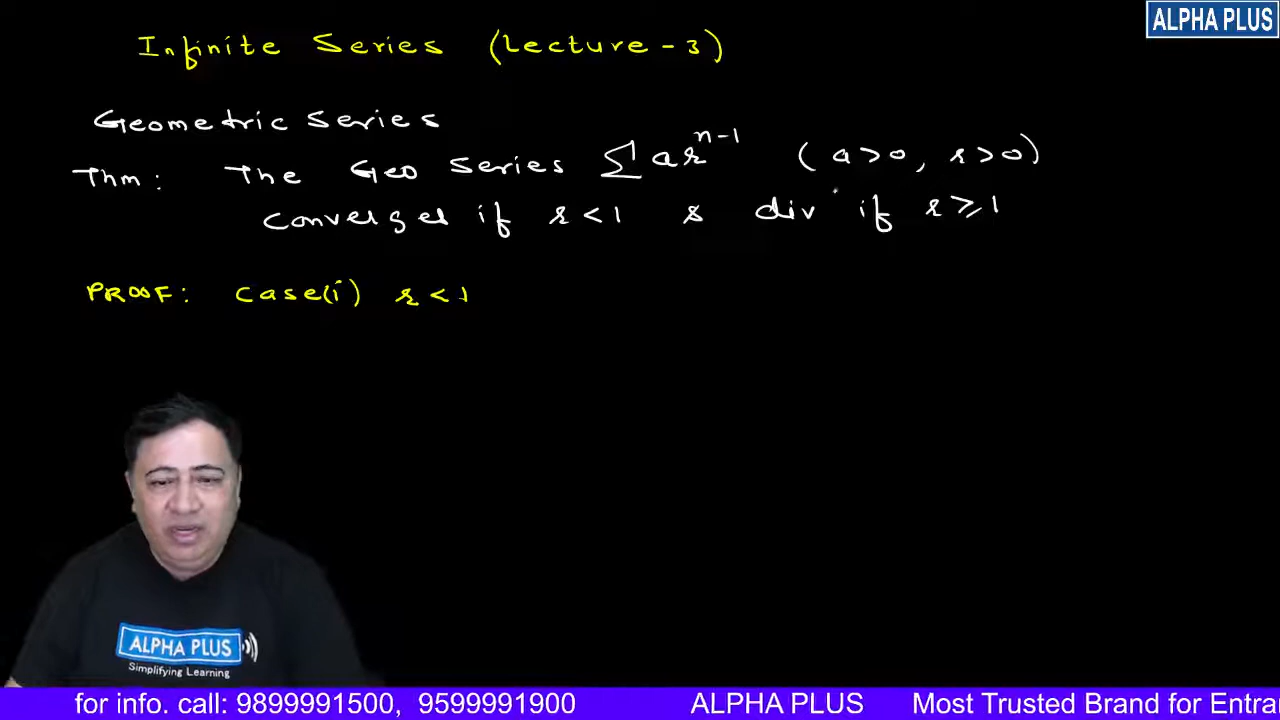 ALPHA PLUS
Infinite Series (Lecture - 3)
Geometric Series
Thm: The Geo Series ∑ar^{n-1} (a>0, r>0)
Converges if r<1 & div if r≥1
PROOF: Case(i) r<1
ALPHA PLUS
Simplifying Learning
for info. call: 9899991500, 9599991900 ALPHA PLUS Most Trusted Brand for Entra